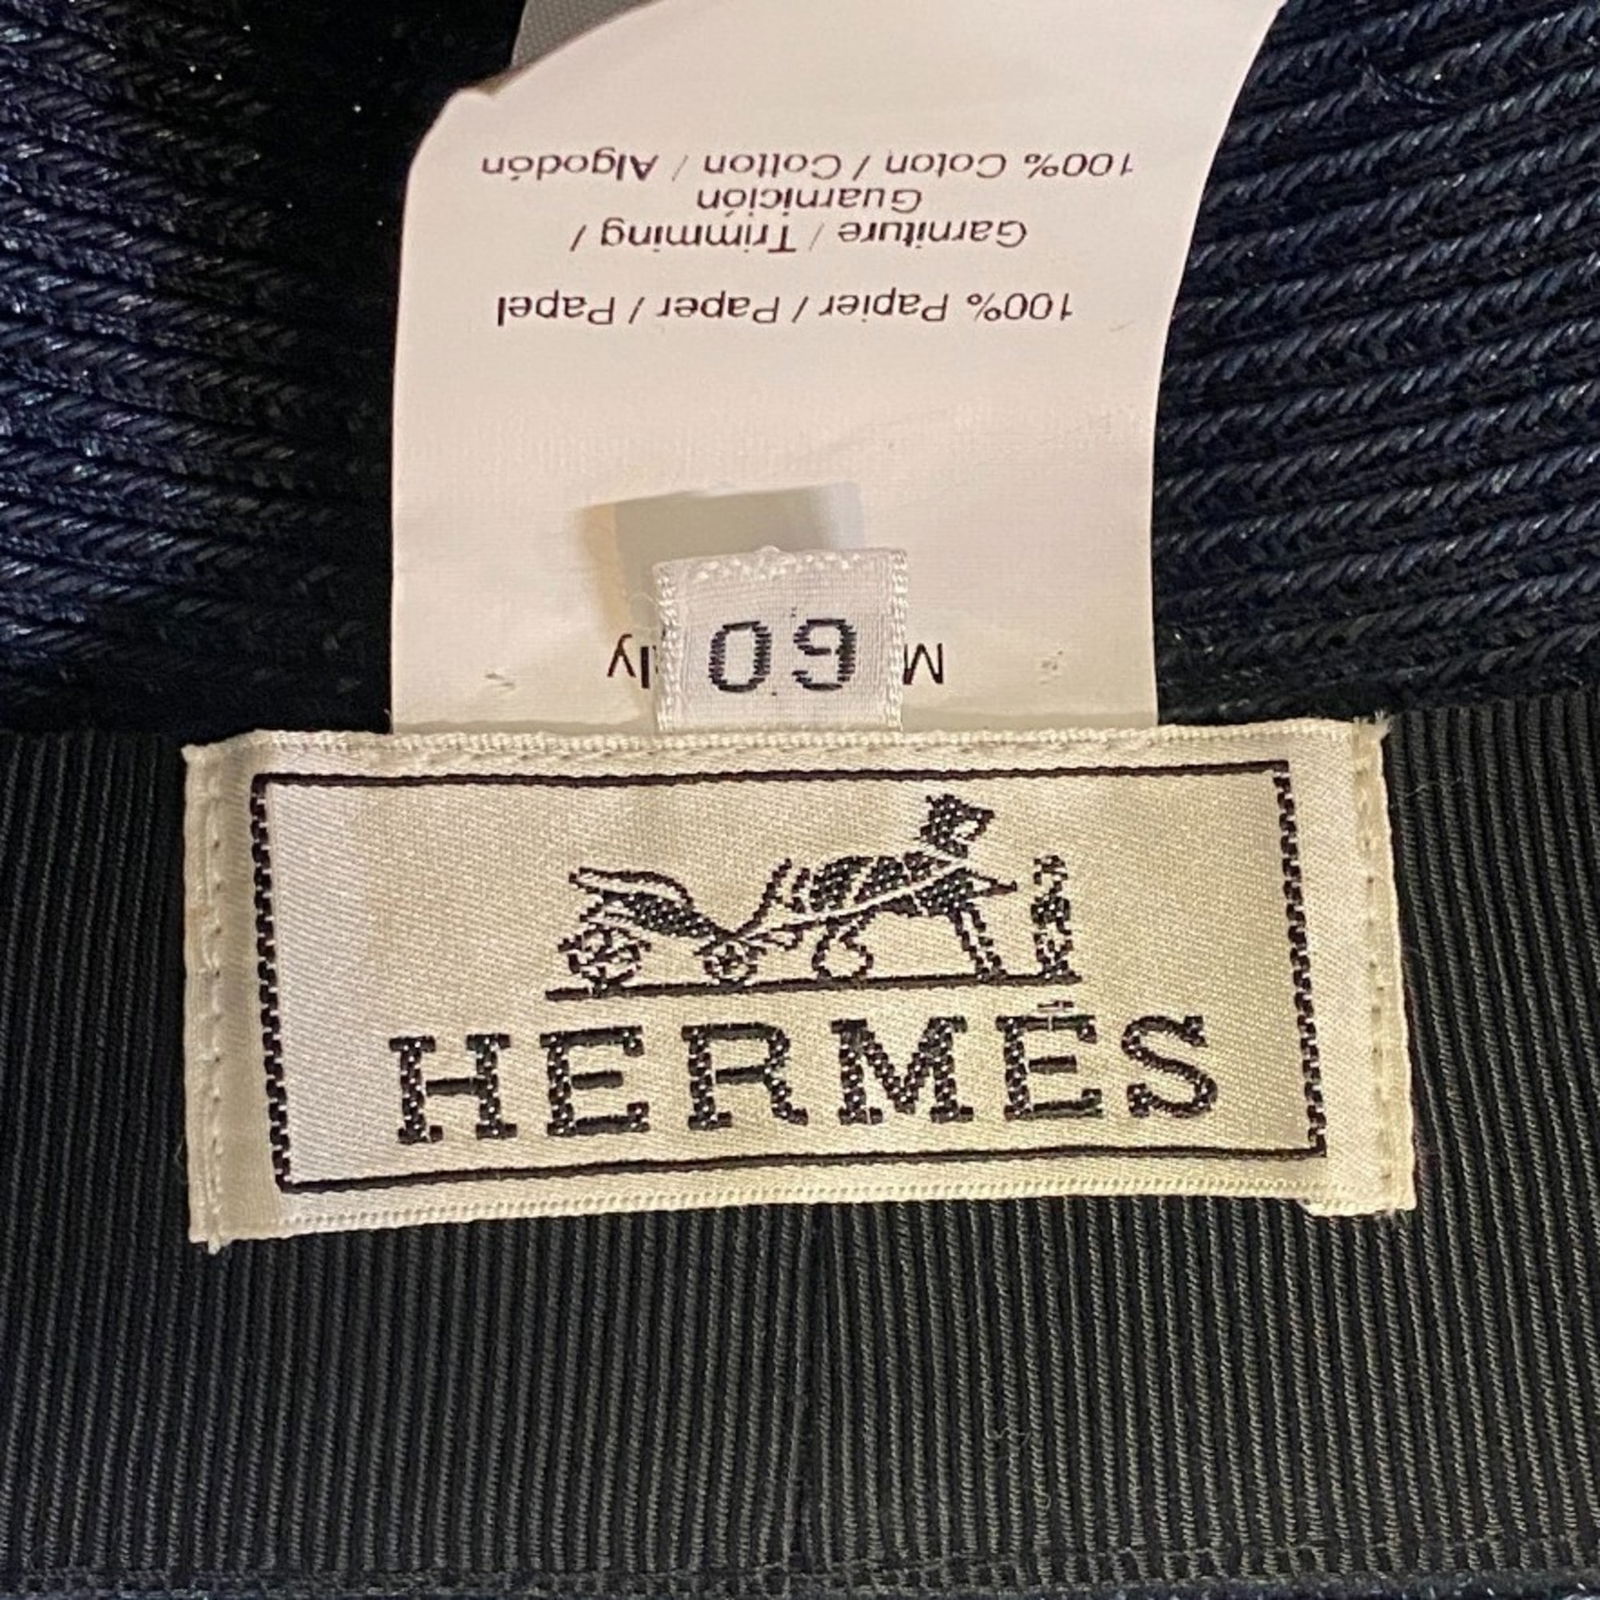 60
100% Papier / Paper / Papel
Garniture / Trimming /
Guarnición
100% Coton / Cotton / Algodón
HERMÈS